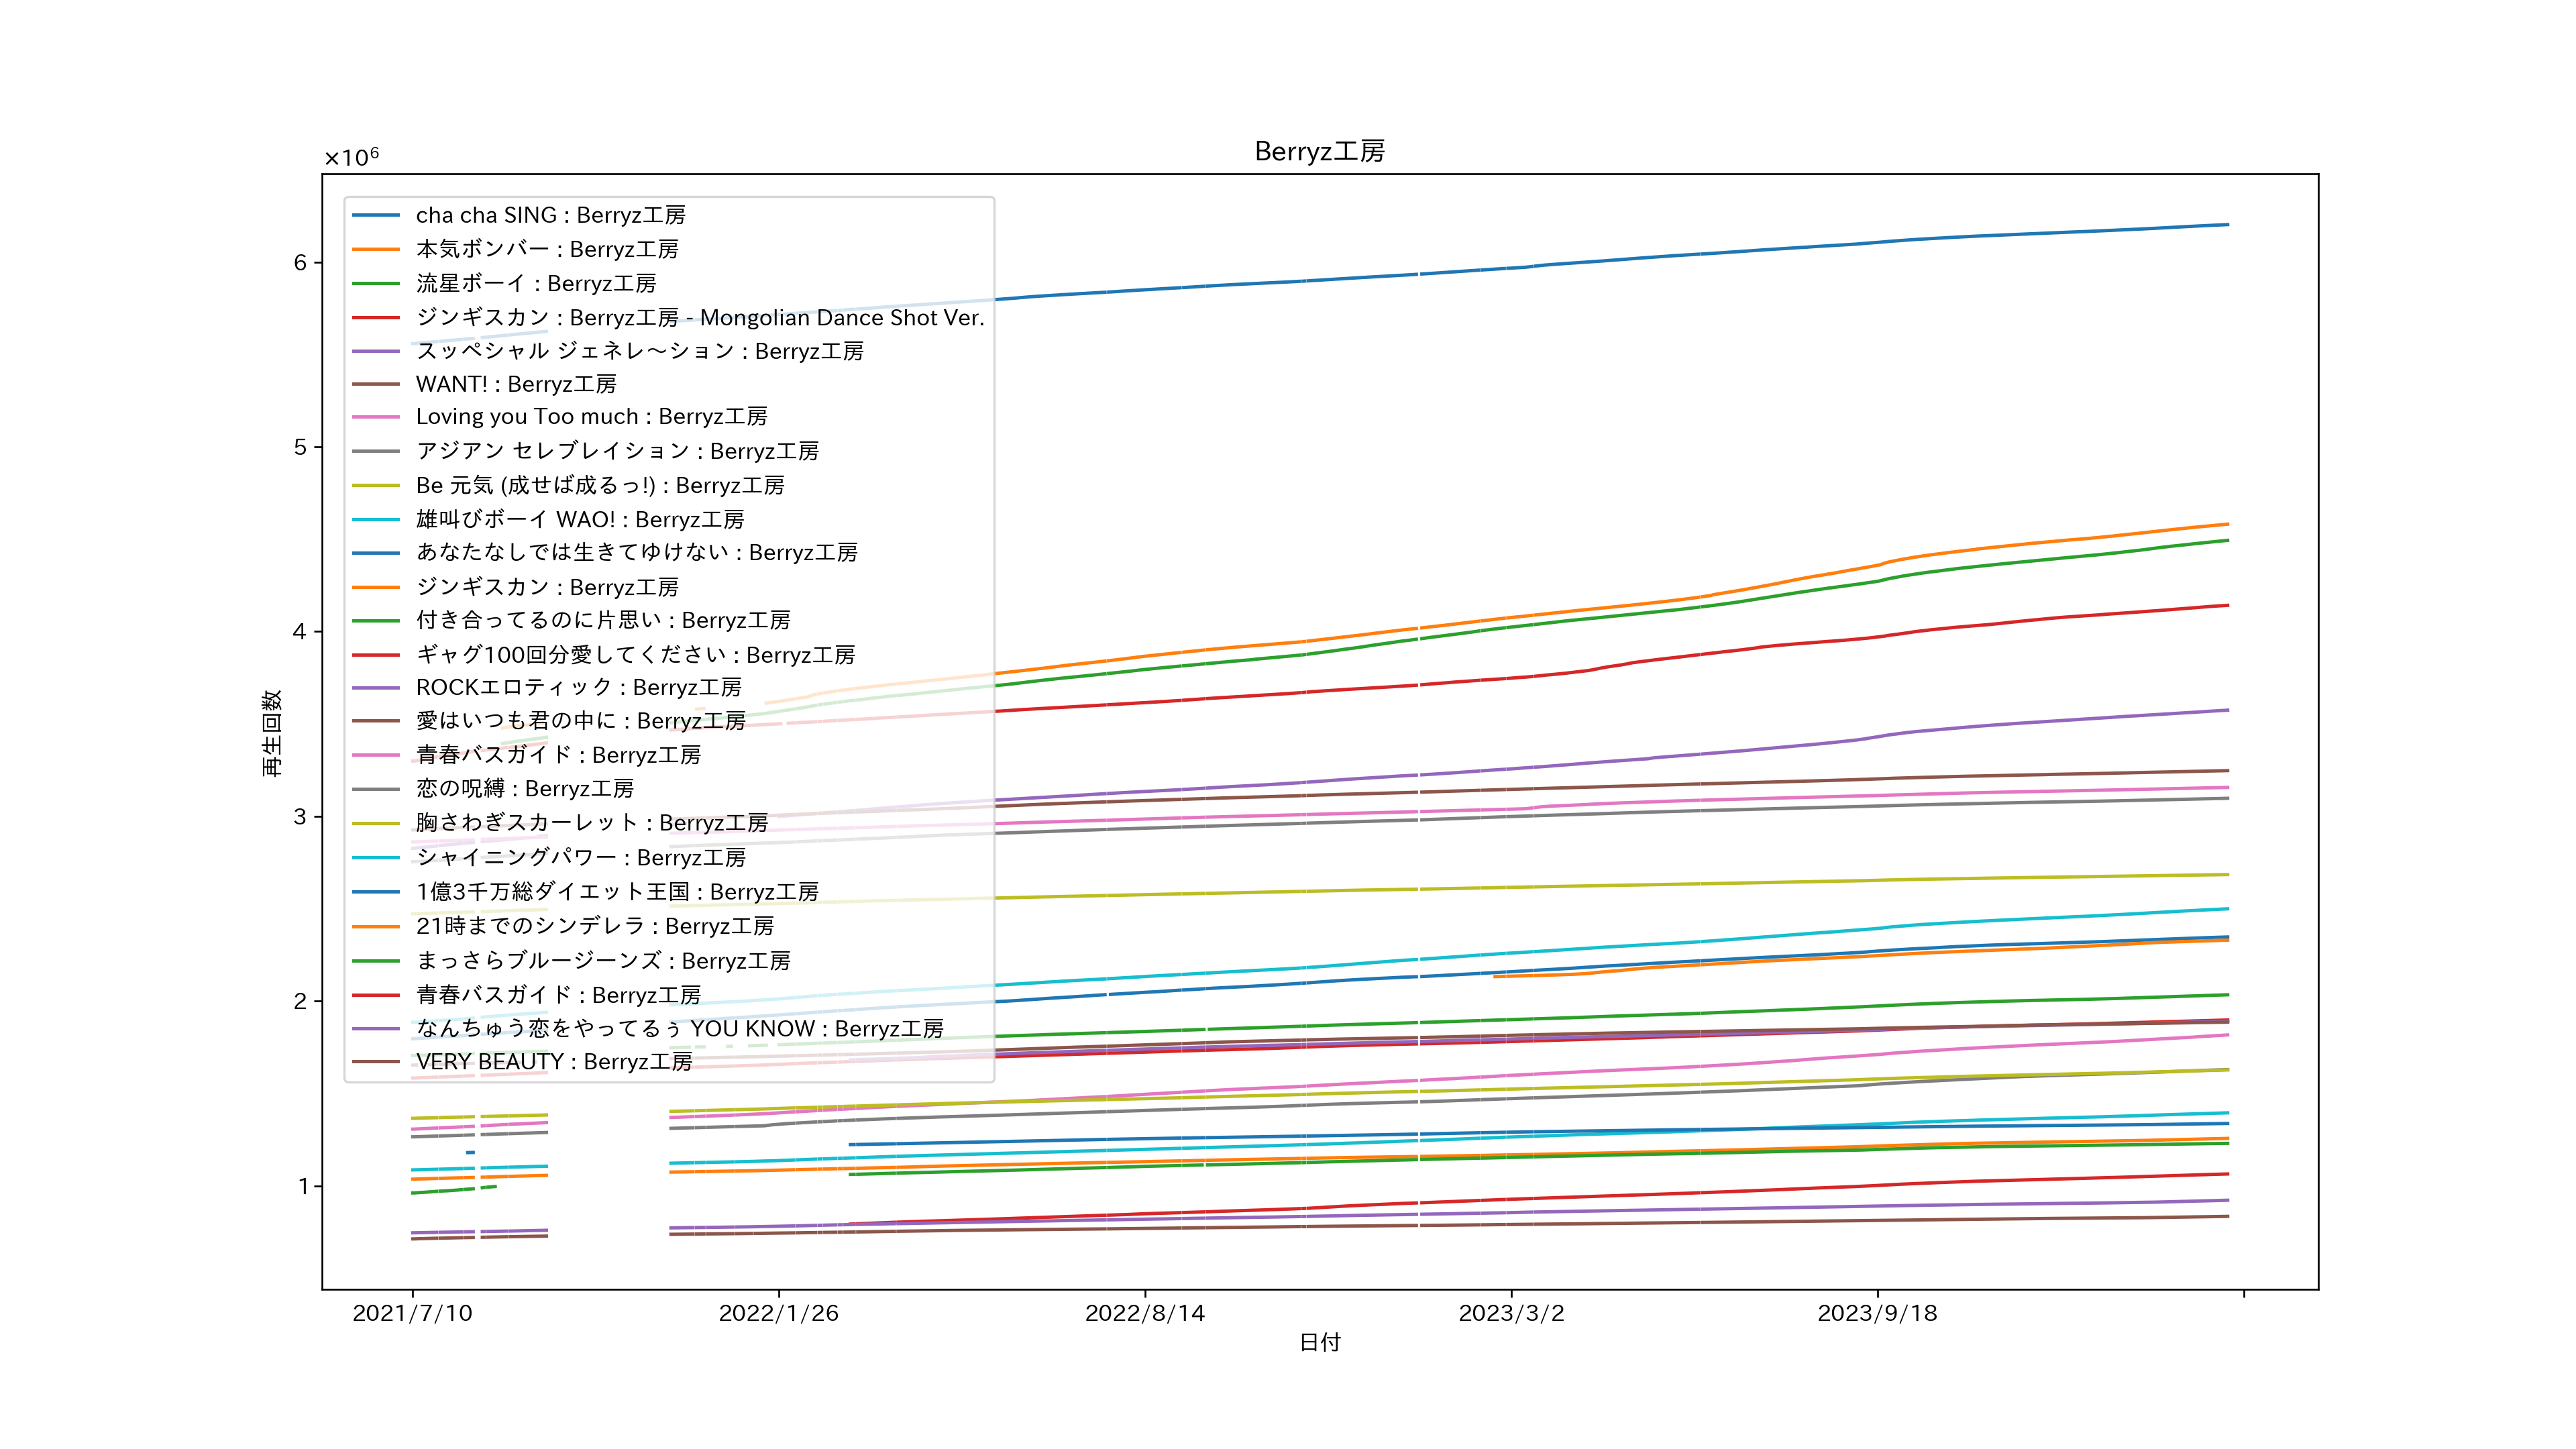 Berryz工房
×10⁶
cha cha SING : Berryz工房
本気ボンバー : Berryz工房
流星ボーイ : Berryz工房
ジンギスカン : Berryz工房 - Mongolian Dance Shot Ver.
スッペシャル ジェネレ～ション : Berryz工房
WANT! : Berryz工房
Loving you Too much : Berryz工房
アジアン セレブレイション : Berryz工房
Be 元気 (成せば成るっ!) : Berryz工房
雄叫びボーイ WAO! : Berryz工房
あなたなしでは生きてゆけない : Berryz工房
ジンギスカン : Berryz工房
付き合ってるのに片思い : Berryz工房
ギャグ100回分愛してください : Berryz工房
ROCKエロティック : Berryz工房
愛はいつも君の中に : Berryz工房
青春バスガイド : Berryz工房
恋の呪縛 : Berryz工房
胸さわぎスカーレット : Berryz工房
シャイニングパワー : Berryz工房
1億3千万総ダイエット王国 : Berryz工房
21時までのシンデレラ : Berryz工房
まっさらブルージーンズ : Berryz工房
青春バスガイド : Berryz工房
なんちゅう恋をやってるぅ YOU KNOW : Berryz工房
VERY BEAUTY : Berryz工房
6
5
4
3
2
1
再生回数
2021/7/10
2022/1/26
2022/8/14
2023/3/2
2023/9/18
日付